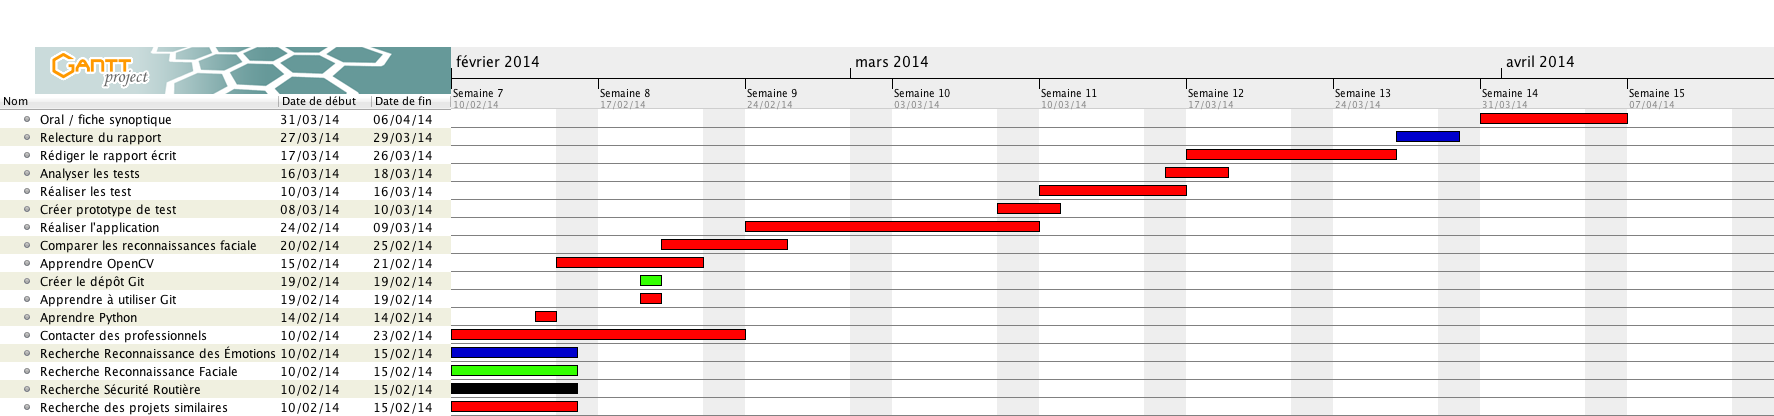 GANTT project
février 2014 mars 2014 avril 2014
Semaine 7 Semaine 8 Semaine 9 Semaine 10 Semaine 11 Semaine 12 Semaine 13 Semaine 14 Semaine 15
Nom Date de début Date de fin 10/02/14 17/02/14 24/02/14 03/03/14 10/03/14 17/03/14 24/03/14 31/03/14 07/04/14
Oral / fiche synoptique 31/03/14 06/04/14
Relecture du rapport 27/03/14 29/03/14
Rédiger le rapport écrit 17/03/14 26/03/14
Analyser les tests 16/03/14 18/03/14
Réaliser les test 10/03/14 16/03/14
Créer prototype de test 08/03/14 10/03/14
Réaliser l'application 24/02/14 09/03/14
Comparer les reconnaissances faciale 20/02/14 25/02/14
Apprendre OpenCV 15/02/14 21/02/14
Créer le dépôt Git 19/02/14 19/02/14
Apprendre à utiliser Git 19/02/14 19/02/14
Aprendre Python 14/02/14 14/02/14
Contacter des professionnels 10/02/14 23/02/14
Recherche Reconnaissance des Émotions 10/02/14 15/02/14
Recherche Reconnaissance Faciale 10/02/14 15/02/14
Recherche Sécurité Routière 10/02/14 15/02/14
Recherche des projets similaires 10/02/14 15/02/14